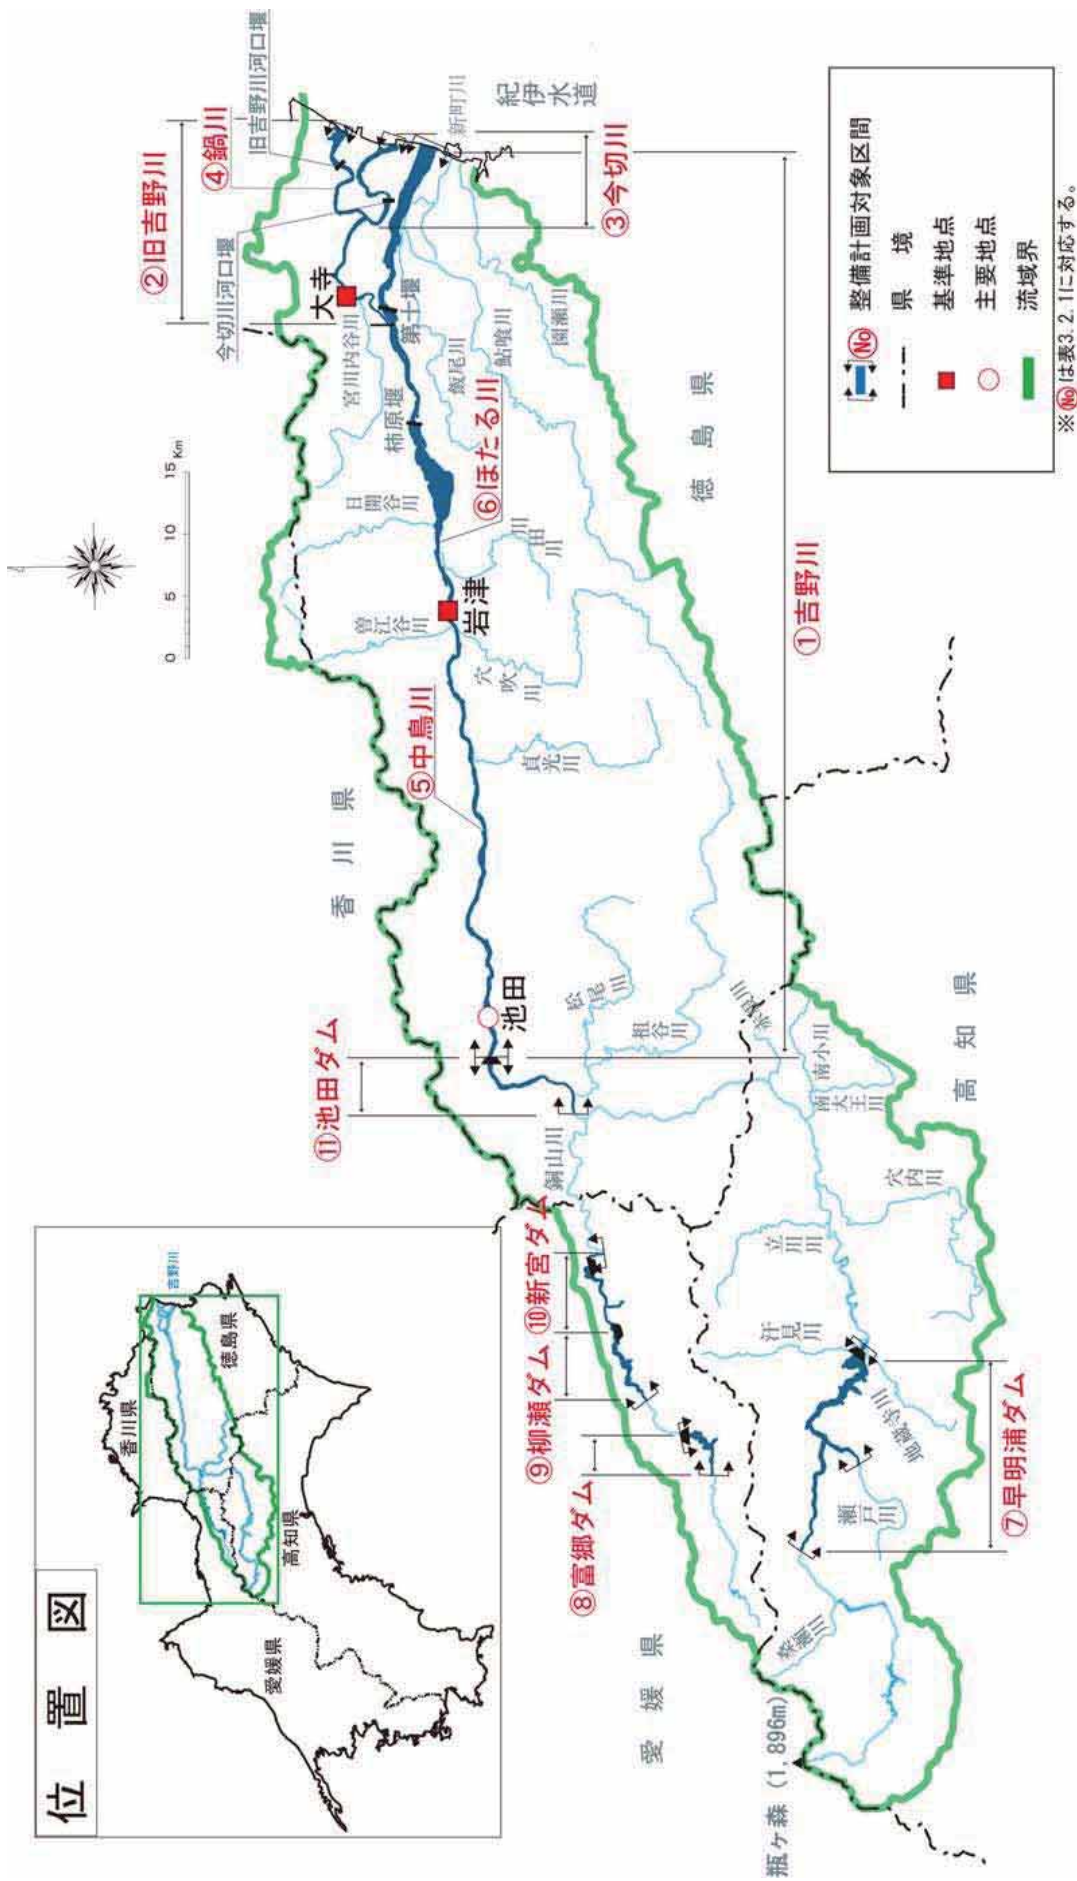 位置図
香川県
徳島県
愛媛県
高知県
吉野川
0 5 10 15 Km
②旧吉野川
④鍋川
旧吉野川河口堰
今切川河口堰
大寺
宮川内谷川
第十堰
柿原堰
飯尾川
鮎喰川
園瀬川
新町川
紀伊水道
③今切川
日開谷川
⑥ほたる川
川田川
曽江谷川
岩津
穴吹川
⑤中鳥川
貞光川
香川県
徳島県
①吉野川
池田
⑪池田ダム
松尾川
祖谷川
銅山川
赤根川
南小川
南大王川
高知県
穴内川
立川川
汗見川
⑩新宮ダム
⑨柳瀬ダム
⑧富郷ダム
地蔵寺川
瀬戸川
⑦早明浦ダム
愛媛県
葵瀬川
瓶ヶ森(1,896m)
No 整備計画対象区間
県境
基準地点
主要地点
流域界
※Noは表3.2.1に対応する。